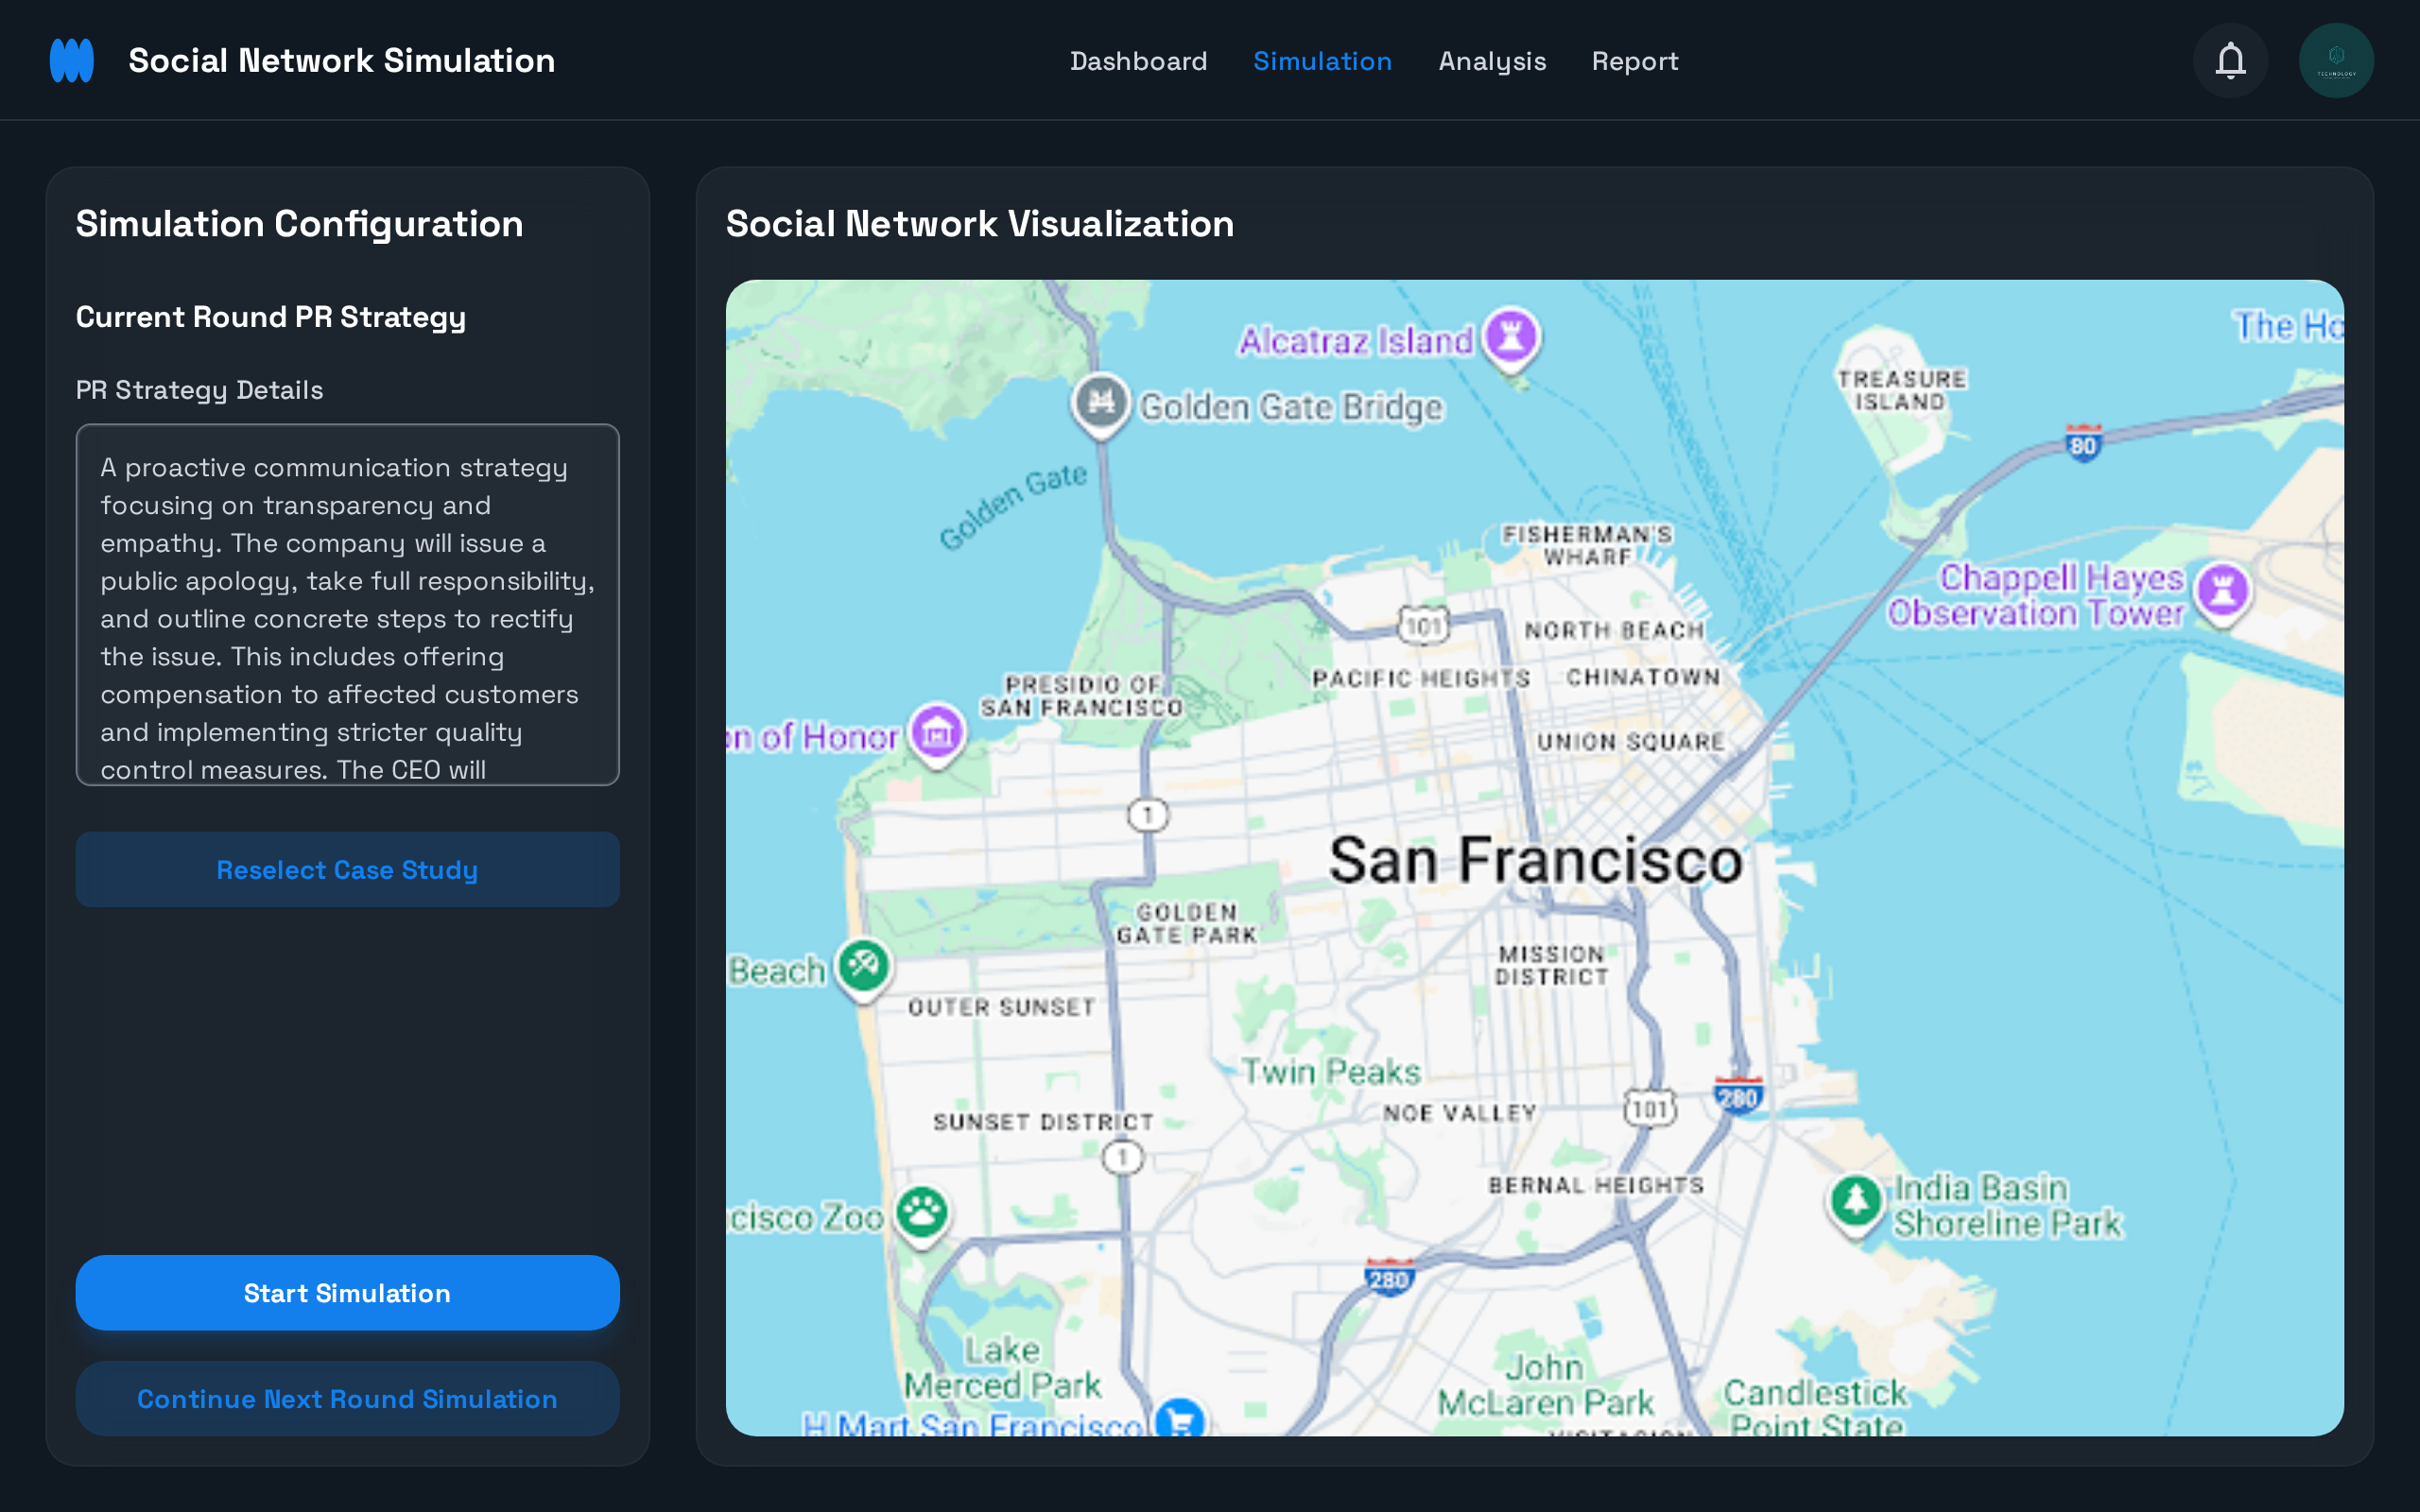 Social Network Simulation
Dashboard
Simulation
Analysis
Report
TECHNOLOGY
Simulation Configuration
Current Round PR Strategy
PR Strategy Details
A proactive communication strategy
focusing on transparency and
empathy. The company will issue a
public apology, take full responsibility,
and outline concrete steps to rectify
the issue. This includes offering
compensation to affected customers
and implementing stricter quality
control measures. The CEO will
Reselect Case Study
Start Simulation
Continue Next Round Simulation
Social Network Visualization
Alcatraz Island
The Ho
Golden Gate Bridge
TREASURE
ISLAND
80
Golden Gate
FISHERMAN'S
WHARF
Chappell Hayes
Observation Tower
101
NORTH BEACH
PACIFIC HEIGHTS
CHINATOWN
PRESIDIO OF
SAN FRANCISCO
on of Honor
UNION SQUARE
1
San Francisco
GOLDEN
GATE PARK
MISSION
DISTRICT
Beach
OUTER SUNSET
Twin Peaks
NOE VALLEY
101
280
SUNSET DISTRICT
1
BERNAL HEIGHTS
India Basin
Shoreline Park
cisco Zoo
280
Lake
Merced Park
John
McLaren Park
Candlestick
Point State
H Mart San Francisco